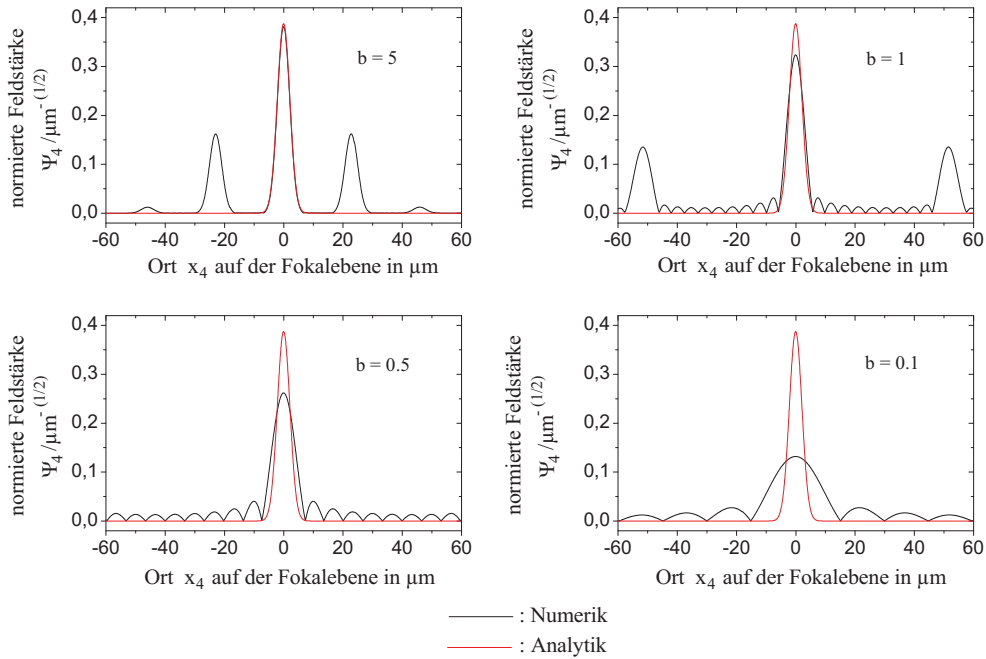 normierte Feldstärke
Ψ4 /µm-(1/2)
0,4
0,3
0,2
0,1
0,0
b = 5
-60 -40 -20 0 20 40 60
Ort x4 auf der Fokalebene in µm
normierte Feldstärke
Ψ4 /µm-(1/2)
0,4
0,3
0,2
0,1
0,0
b = 1
-60 -40 -20 0 20 40 60
Ort x4 auf der Fokalebene in µm
normierte Feldstärke
Ψ4 /µm-(1/2)
0,4
0,3
0,2
0,1
0,0
b = 0.5
-60 -40 -20 0 20 40 60
Ort x4 auf der Fokalebene in µm
normierte Feldstärke
Ψ4 /µm-(1/2)
0,4
0,3
0,2
0,1
0,0
b = 0.1
-60 -40 -20 0 20 40 60
Ort x4 auf der Fokalebene in µm
: Numerik
: Analytik